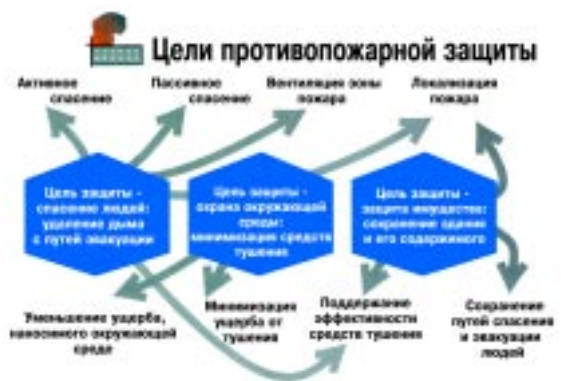 Цели противопожарной защиты
Активное
спасение
Пассивное
спасение
Вентиляция зоны
пожара
Локализация
пожара
Цель защиты -
спасение людей:
удаление дыма
с путей эвакуации
Цель защиты -
охрана окружающей
среды:
минимизация средств
тушения
Цель защиты -
защита имущества:
сохранение здания
и его содержимого
Уменьшение ущерба,
наносимого окружающей
среде
Минимизация
ущерба от
тушения
Поддержание
эффективности
средств тушения
Сохранение
путей спасения
и эвакуации
людей